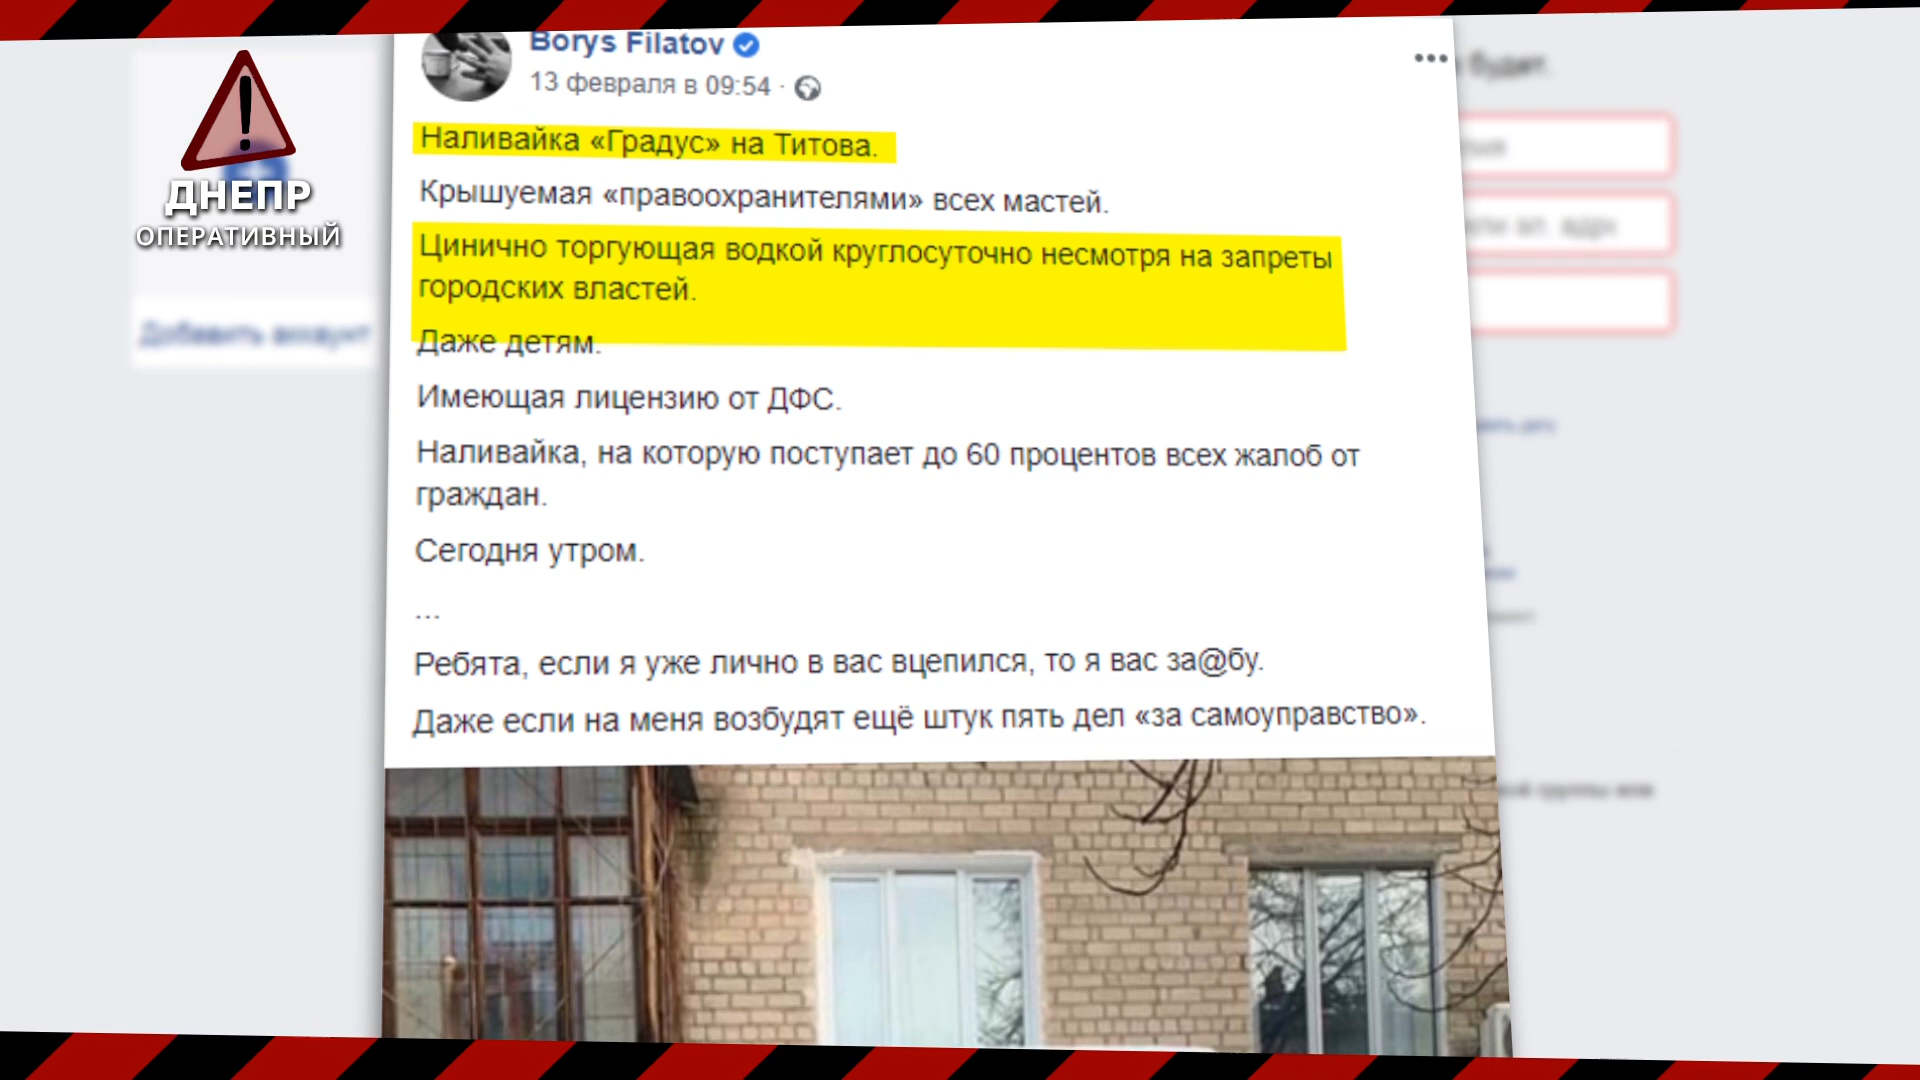 ДНЕПР
ОПЕРАТИВНЫЙ
Добавить аккаунт
Borys Filatov
13 февраля в 09:54 ·
Наливайка «Градус» на Титова.
Крышуемая «правоохранителями» всех мастей.
Цинично торгующая водкой круглосуточно несмотря на запреты
городских властей.
Даже детям.
Имеющая лицензию от ДФС.
Наливайка, на которую поступает до 60 процентов всех жалоб от
граждан.
Сегодня утром.
...
Ребята, если я уже лично в вас вцепился, то я вас за@бу.
Даже если на меня возбудят ещё штук пять дел «за самоуправство».
будет.